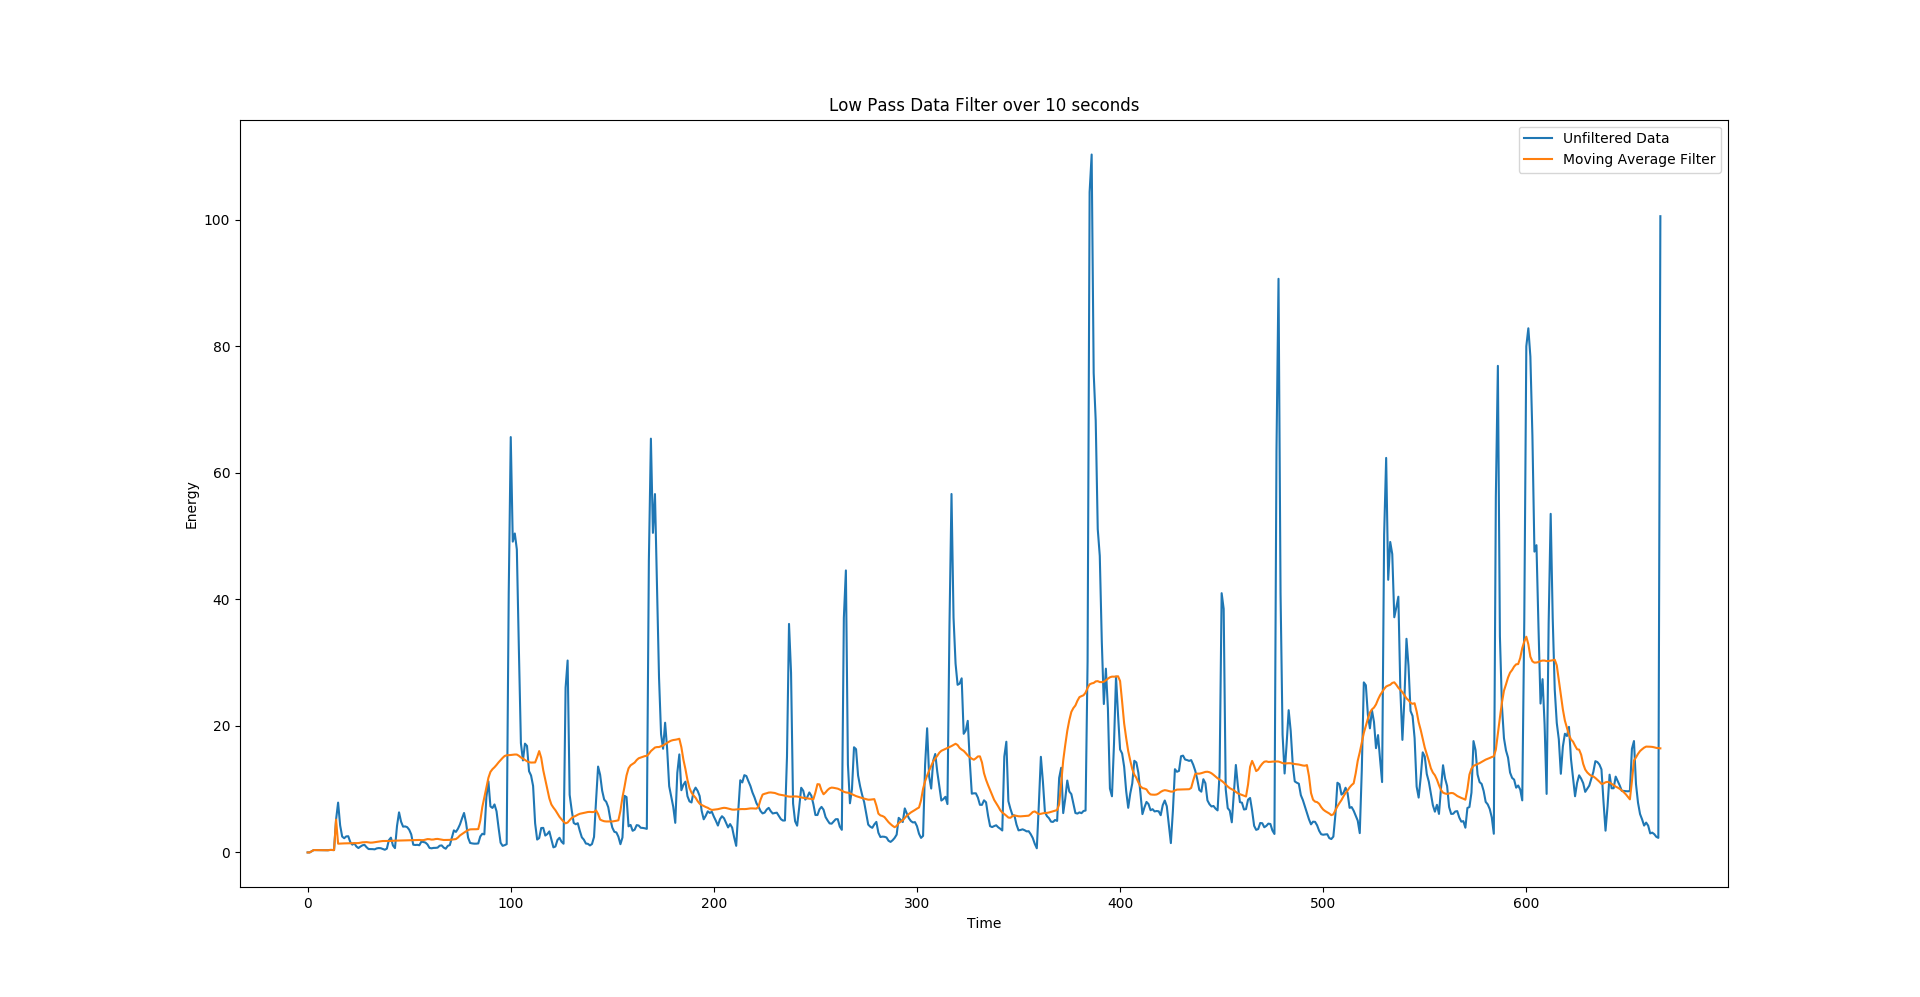 Low Pass Data Filter over 10 seconds
Unfiltered Data
Moving Average Filter
100
80
60
40
20
0
Energy
0 100 200 300 400 500 600
Time